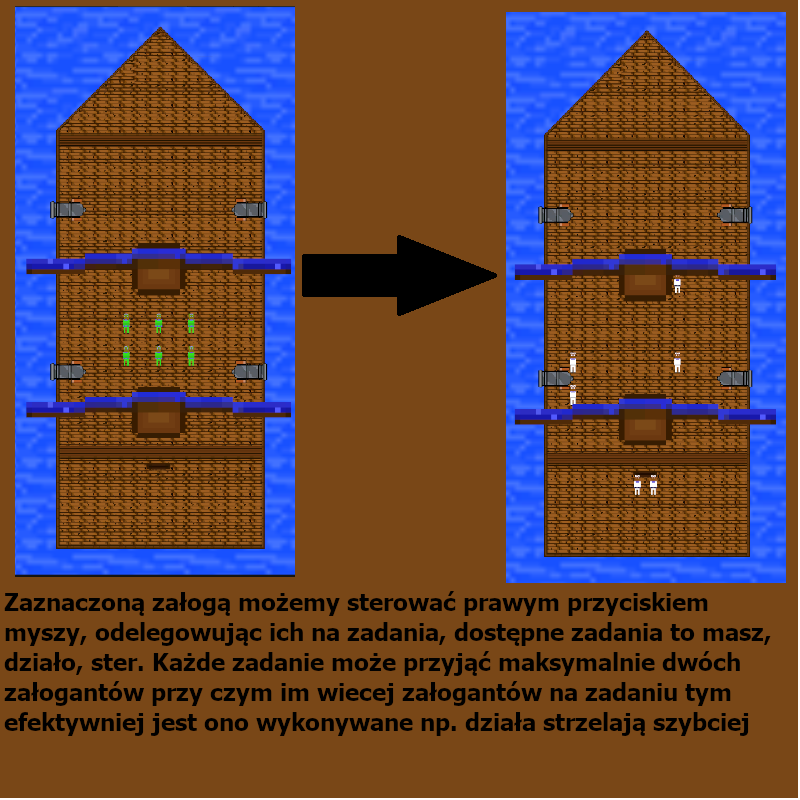 Zaznaczoną załogą możemy sterować prawym przyciskiem
myszy, odelegowując ich na zadania, dostępne zadania to masz,
działo, ster. Każde zadanie może przyjąć maksymalnie dwóch
załogantów przy czym im wiecej załogantów na zadaniu tym
efektywniej jest ono wykonywane np. działa strzelają szybciej